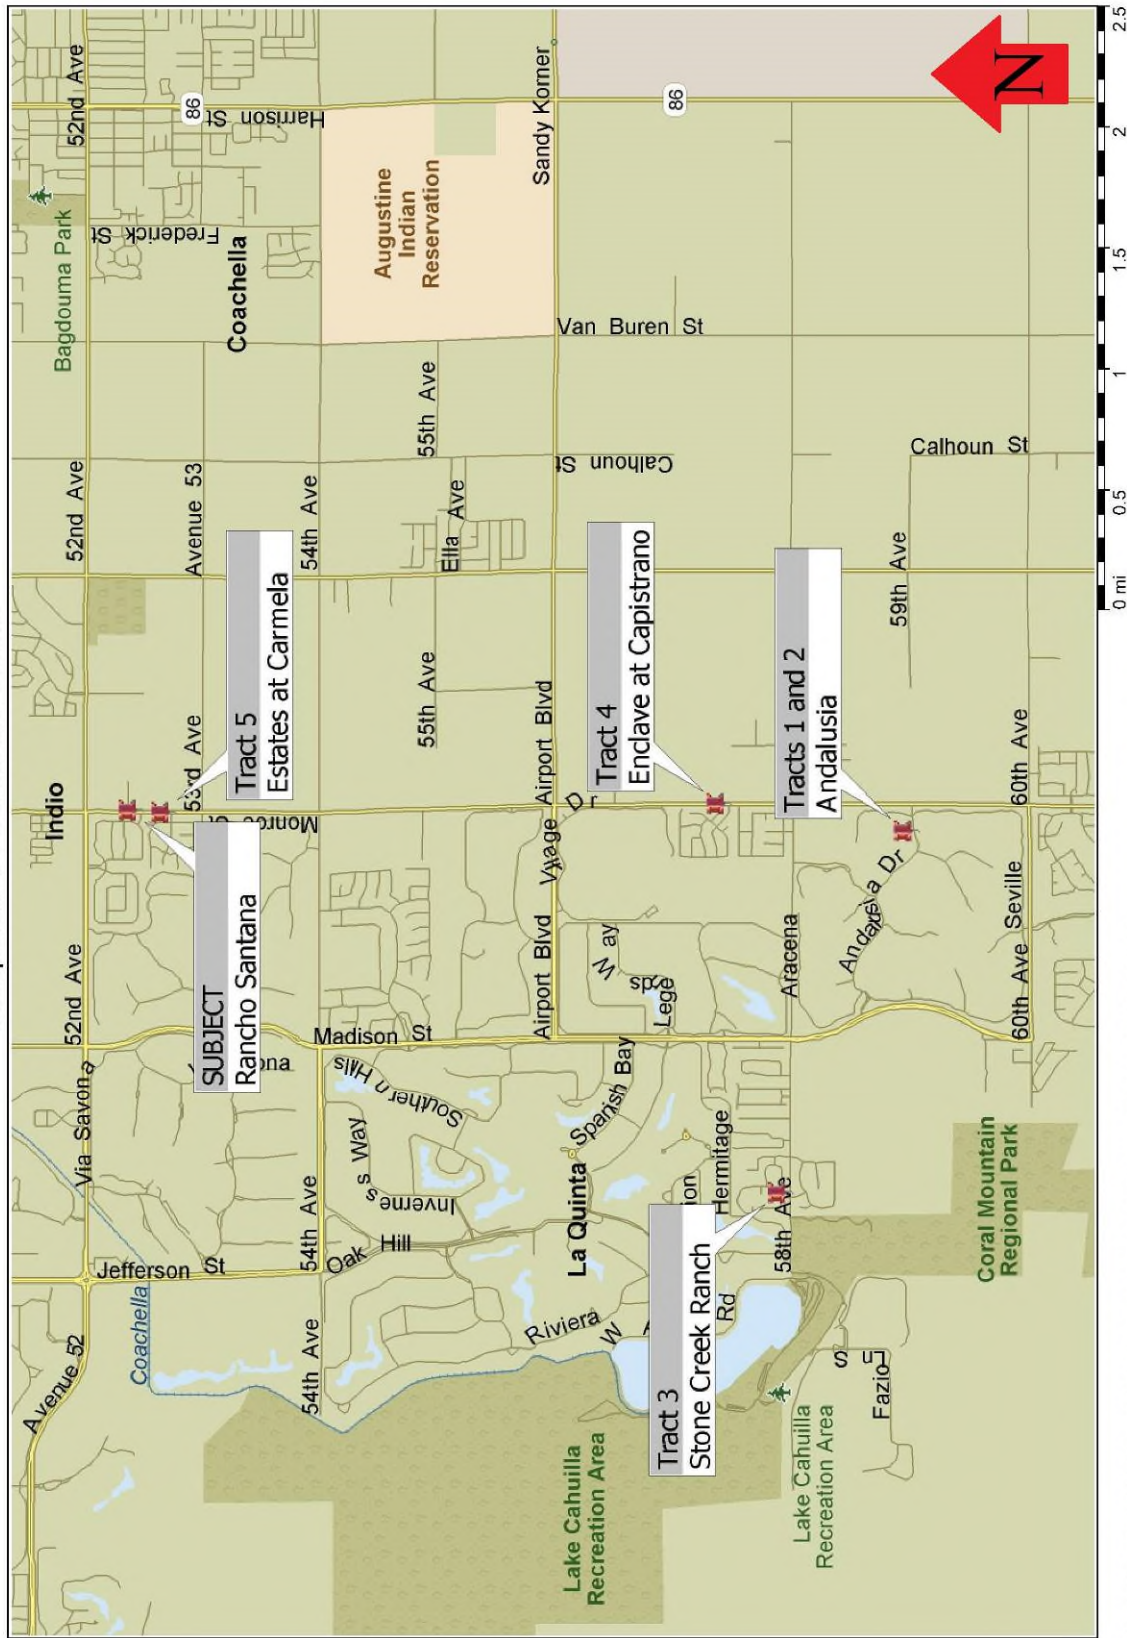 Indio
52nd Ave
52nd Ave
52nd Ave
Avenue 52
Via Savona
Coachella
Jefferson St
Bagdouma Park
Frederick St
86
Harrison St
Coachella
Avenue 53
53rd Ave
Monroe St
SUBJECT
Rancho Santana
Tract 5
Estates at Carmela
54th Ave
54th Ave
54th Ave
Madison St
Southern Hills
Inverness Way
Oak Hill
Augustine
Indian
Reservation
55th Ave
55th Ave
Ella Ave
Sandy Korner
Airport Blvd
Airport Blvd
Village Dr
Calhoun St
Van Buren St
La Quinta
Spanish Bay
Riviera
Way
Legends
Hermitage
Rd
86
Lake Cahuilla
Recreation Area
Tract 3
Stone Creek Ranch
Tract 4
Enclave at Capistrano
58th Ave
Aracena
Tracts 1 and 2
Andalusia
Andalusia Dr
Lake Cahuilla
Recreation Area
Fazio Ln S
59th Ave
Calhoun St
Coral Mountain
Regional Park
60th Ave
Seville
60th Ave
N
0 mi 0.5 1 1.5 2 2.5